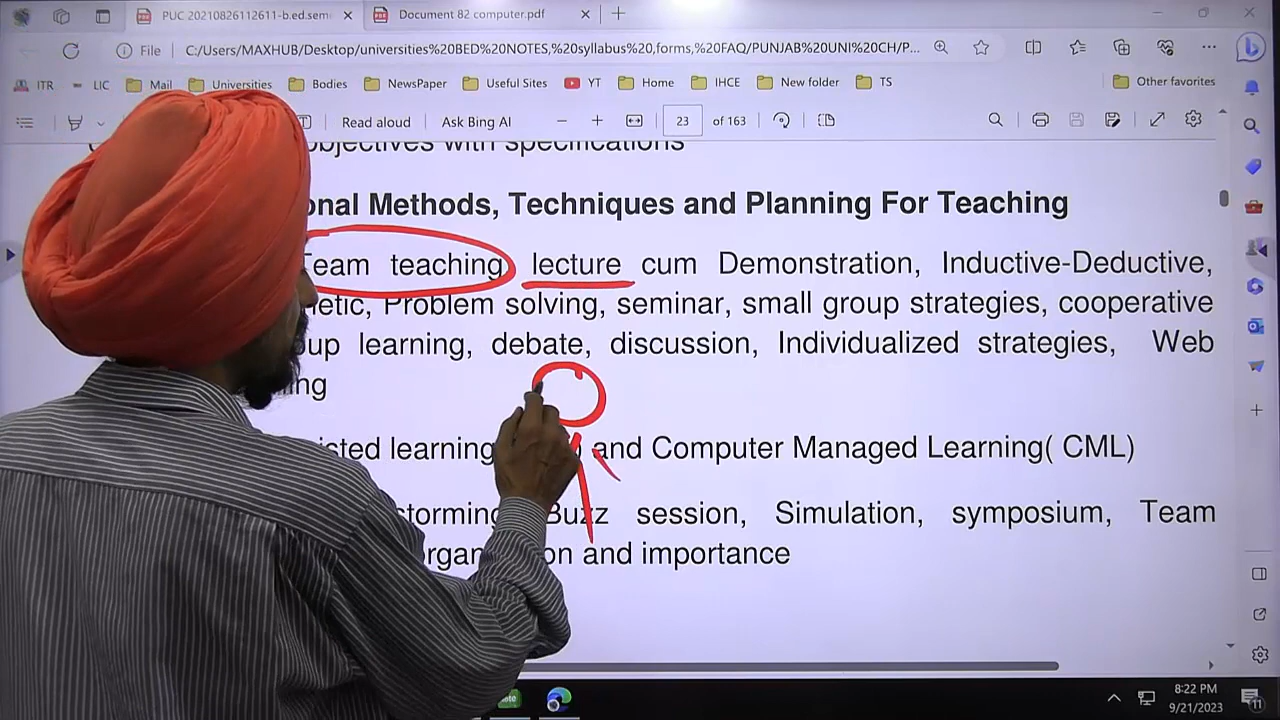 PUC 20210826112611-b.ed.sem
Document 82 computer.pdf
File
C:/Users/MAXHUB/Desktop/universities%20BED%20NOTES,%20syllabus%20,forms,%20FAQ/PUNJAB%20UNI%20CH/P...
ITR LIC Mail Universities Bodies NewsPaper Useful Sites YT Home IHCE New folder TS Other favorites
Read aloud Ask Bing AI 23 of 163
objectives with specifications
onal Methods, Techniques and Planning For Teaching
Team teaching lecture cum Demonstration, Inductive-Deductive,
etic, Problem solving, seminar, small group strategies, cooperative
oup learning, debate, discussion, Individualized strategies, Web
ing
isted learning and Computer Managed Learning( CML)
storming, Buzz session, Simulation, symposium, Team
and importance
8:22 PM
9/21/2023
11